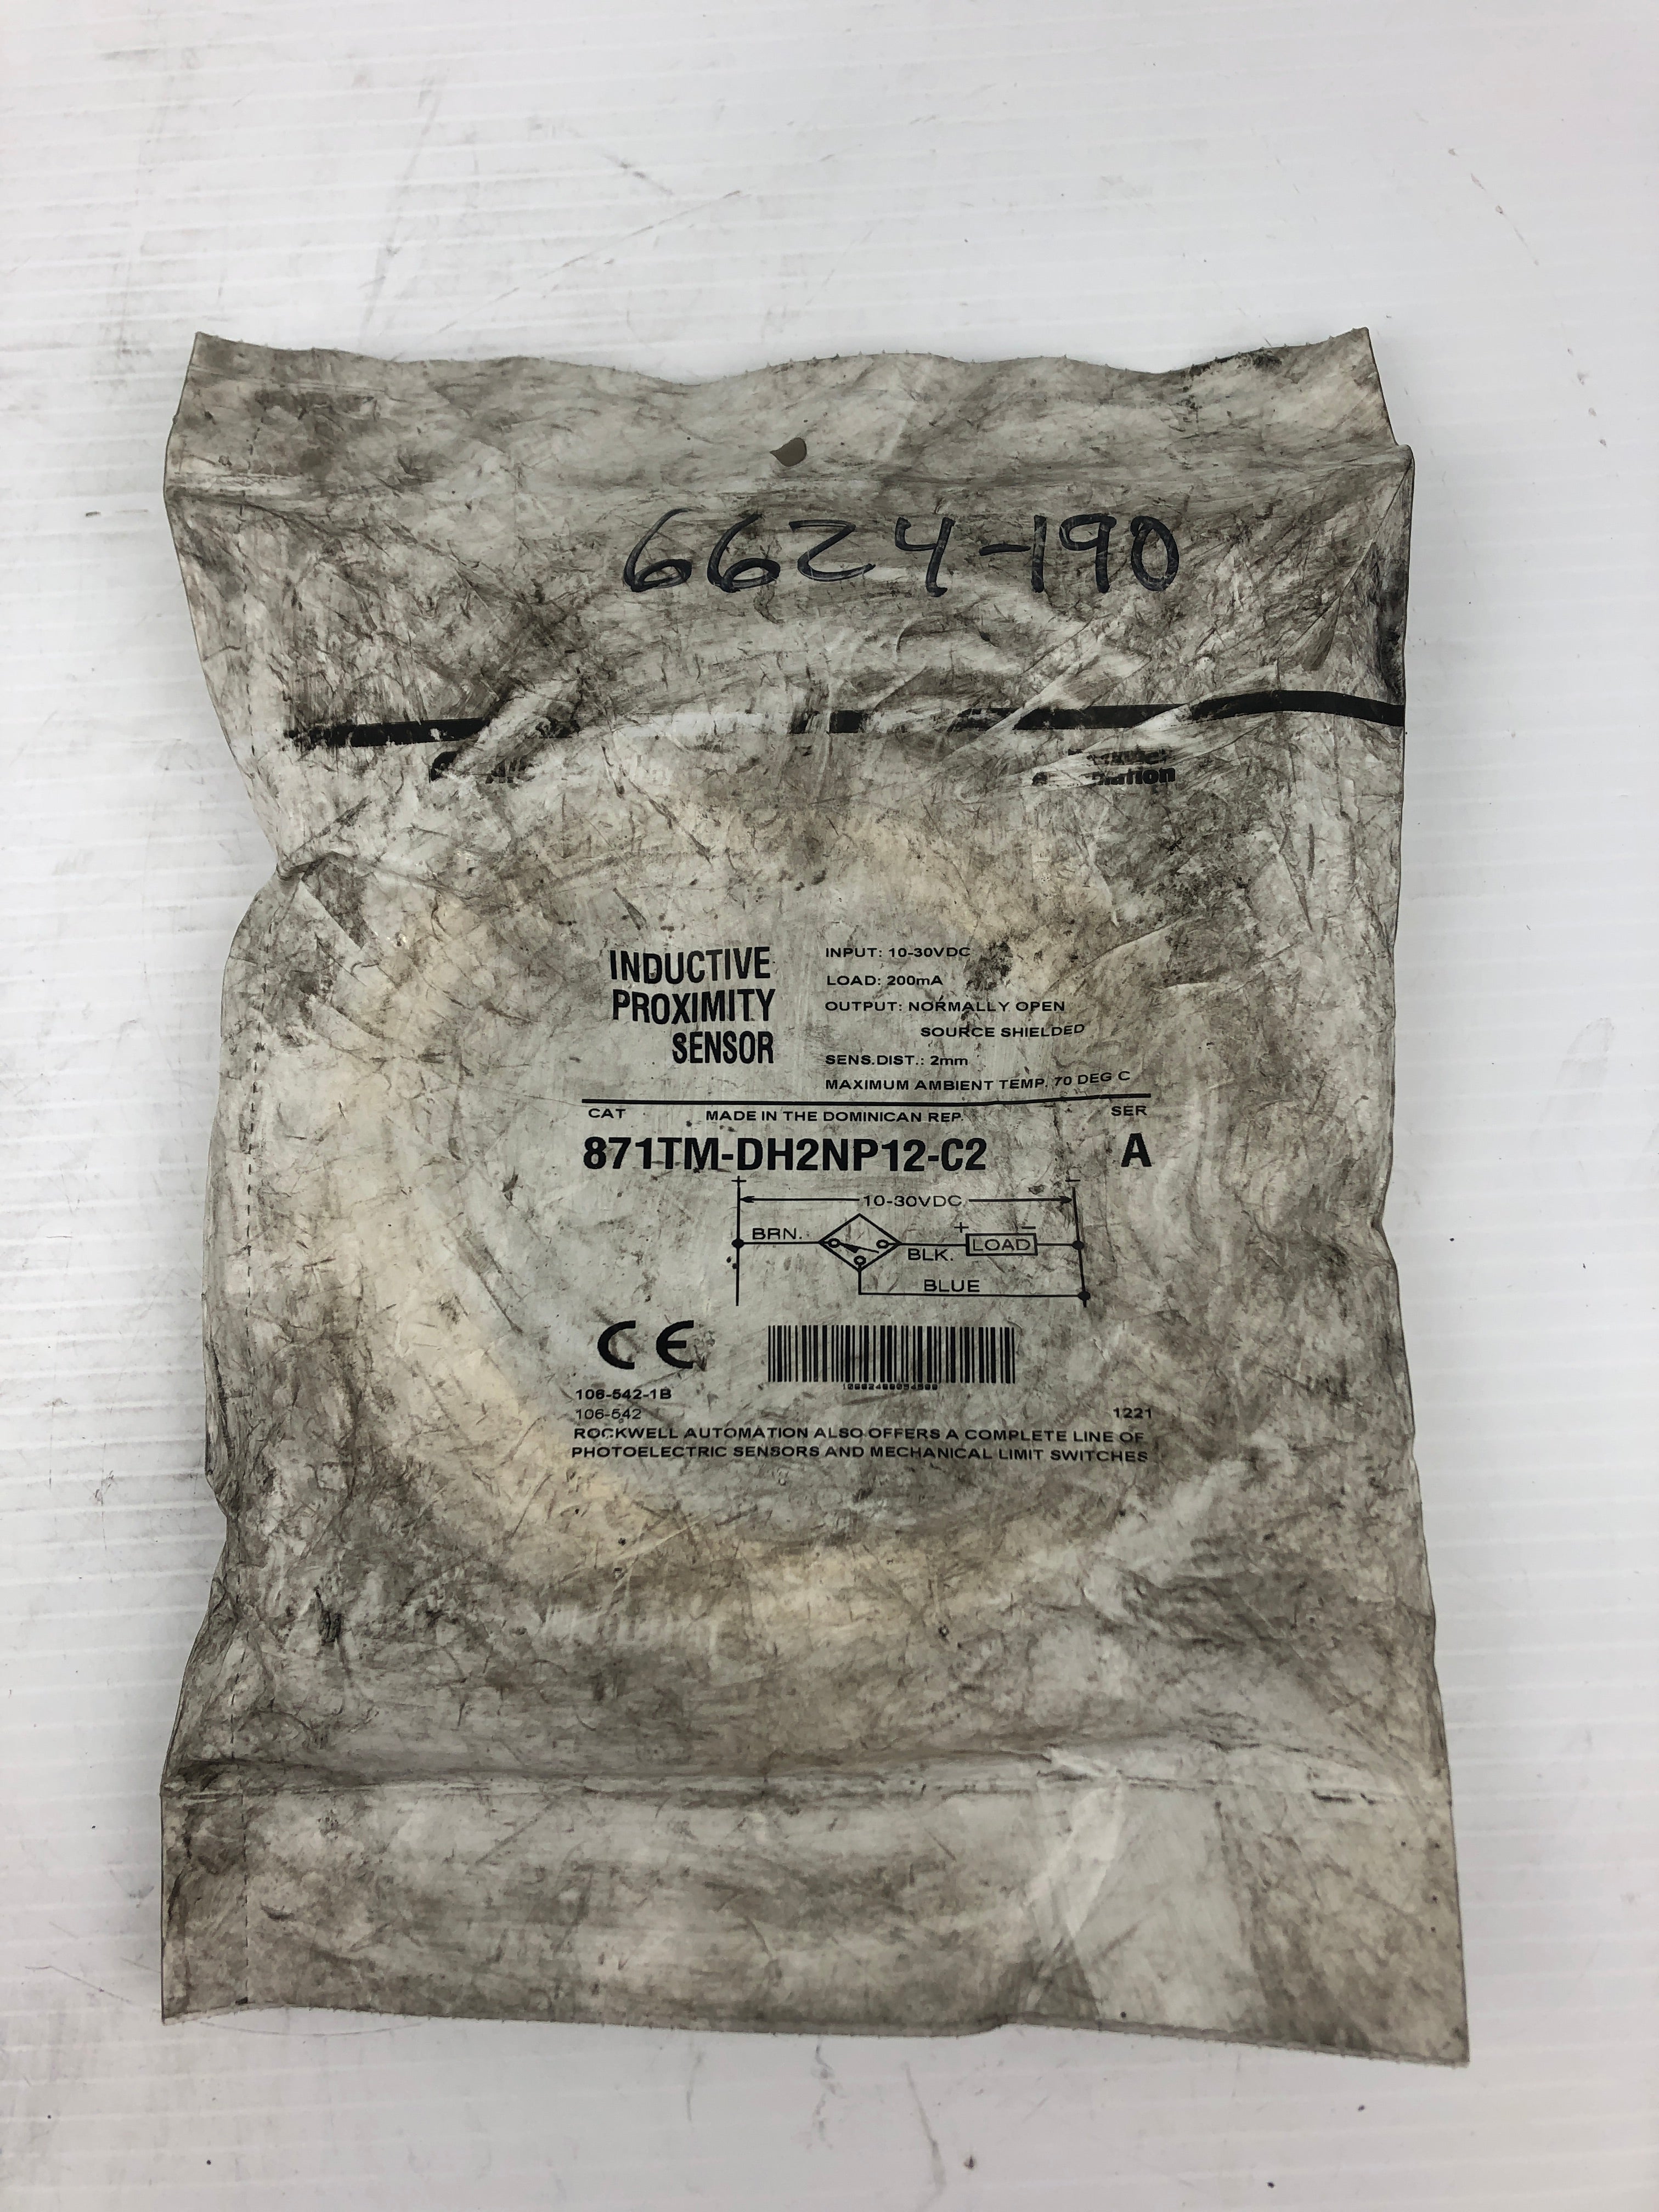 6624-190
INDUCTIVE
PROXIMITY
SENSOR
INPUT: 10-30VDC
LOAD: 200mA
OUTPUT: NORMALLY OPEN
SOURCE SHIELDED
SENS.DIST.: 2mm
MAXIMUM AMBIENT TEMP. 70 DEG C
CAT MADE IN THE DOMINICAN REP. SER
871TM-DH2NP12-C2 A
+ −
10-30VDC
BRN.
+ −
BLK. LOAD
BLUE
CE
106-542-1B
106-542 1221
ROCKWELL AUTOMATION ALSO OFFERS A COMPLETE LINE OF
PHOTOELECTRIC SENSORS AND MECHANICAL LIMIT SWITCHES